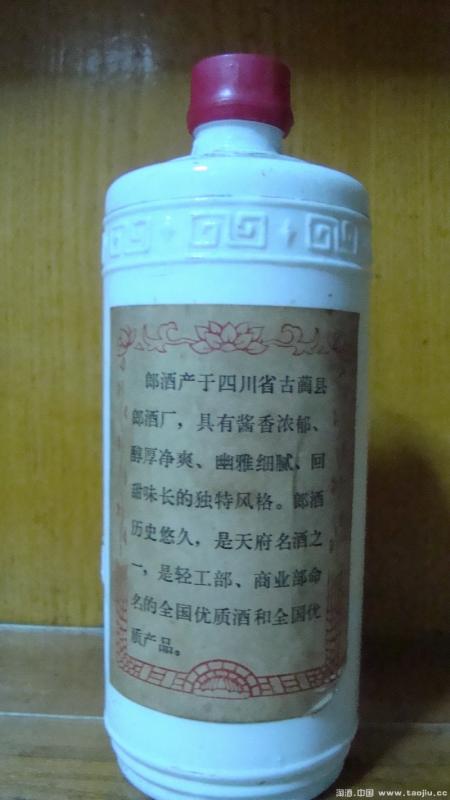 郎酒产于四川省古蔺县
郎酒厂，具有酱香浓郁、
醇厚净爽、幽雅细腻、回
甜味长的独特风格。郎酒
历史悠久，是天府名酒之
一，是轻工部、商业部命
名的全国优质酒和全国优
质产品。
淘酒.中国 www.taojiu.cc